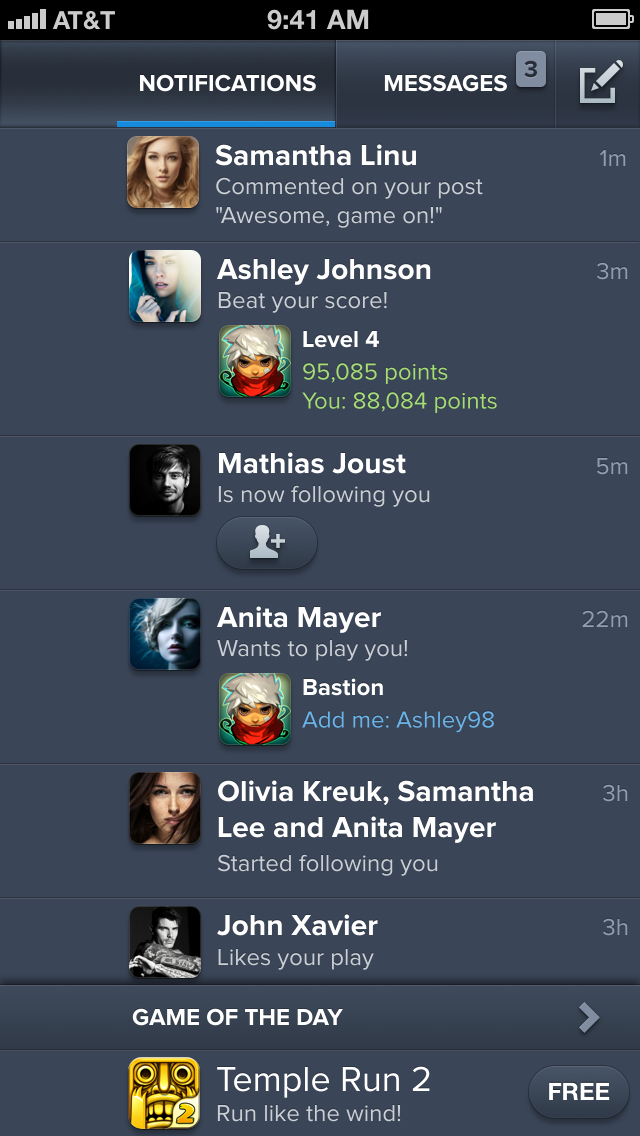 AT&T 9:41 AM
NOTIFICATIONS MESSAGES 3
Samantha Linu 1m
Commented on your post
"Awesome, game on!"
Ashley Johnson 3m
Beat your score!
Level 4
95,085 points
You: 88,084 points
Mathias Joust 5m
Is now following you
Anita Mayer 22m
Wants to play you!
Bastion
Add me: Ashley98
Olivia Kreuk, Samantha 3h
Lee and Anita Mayer
Started following you
John Xavier 3h
Likes your play
GAME OF THE DAY
Temple Run 2
Run like the wind!
FREE
2